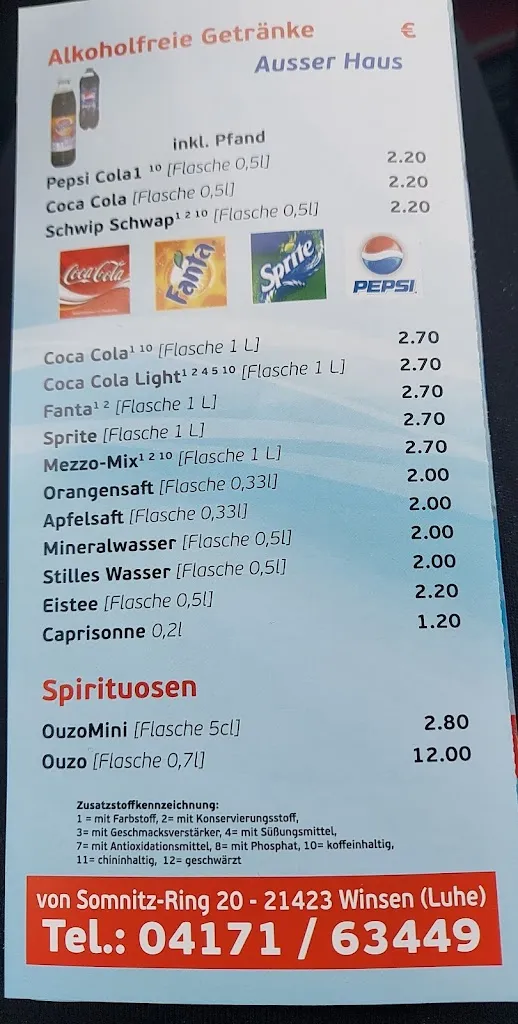 Alkoholfreie Getränke €
Ausser Haus
inkl. Pfand
Pepsi Cola1 ¹⁰ [Flasche 0,5l] 2.20
Coca Cola [Flasche 0,5l] 2.20
Schwip Schwap¹ ² ¹⁰ [Flasche 0,5l] 2.20
Coca-Cola Fanta Sprite PEPSI
Coca Cola¹ ¹⁰ [Flasche 1 L] 2.70
Coca Cola Light¹ ² ⁴ ⁵ ¹⁰ [Flasche 1 L] 2.70
Fanta¹ ² [Flasche 1 L] 2.70
Sprite [Flasche 1 L] 2.70
Mezzo-Mix¹ ² ¹⁰ [Flasche 1 L] 2.70
Orangensaft [Flasche 0,33l] 2.00
Apfelsaft [Flasche 0,33l] 2.00
Mineralwasser [Flasche 0,5l] 2.00
Stilles Wasser [Flasche 0,5l] 2.00
Eistee [Flasche 0,5l] 2.20
Caprisonne 0,2l 1.20
Spirituosen
OuzoMini [Flasche 5cl] 2.80
Ouzo [Flasche 0,7l] 12.00
Zusatzstoffkennzeichnung:
1 = mit Farbstoff, 2= mit Konservierungsstoff,
3= mit Geschmacksverstärker, 4= mit Süßungsmittel,
7= mit Antioxidationsmittel, 8= mit Phosphat, 10= koffeinhaltig,
11= chininhaltig, 12= geschwärzt
von Somnitz-Ring 20 - 21423 Winsen (Luhe)
Tel.: 04171 / 63449